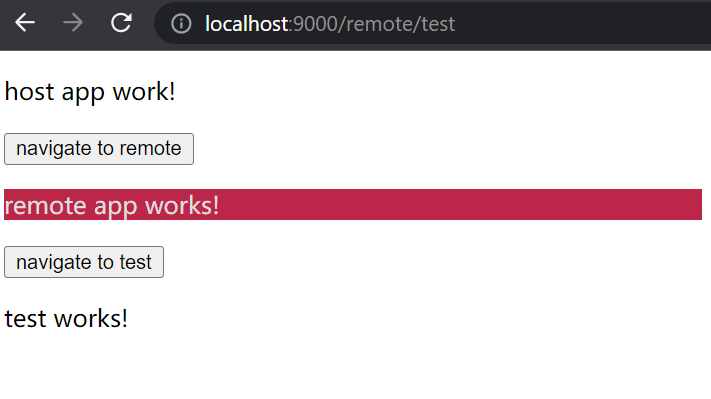 localhost:9000/remote/test
host app work!
navigate to remote
remote app works!
navigate to test
test works!